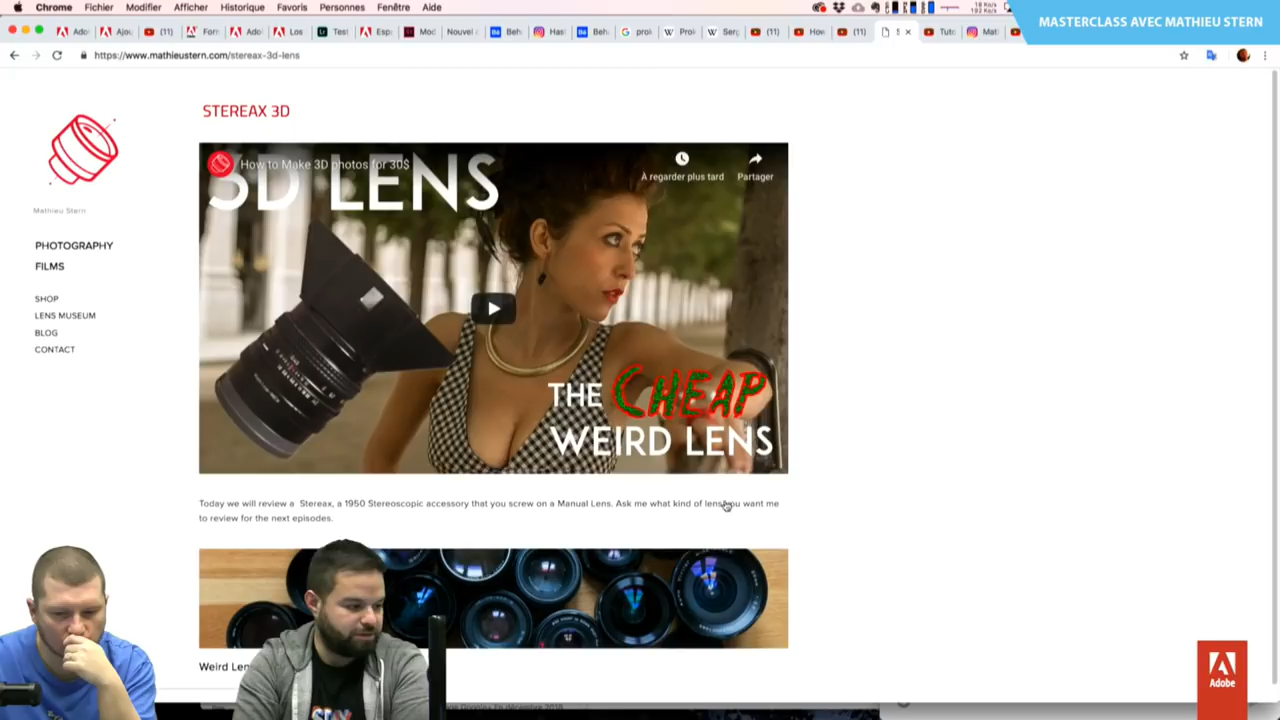 Chrome Fichier Modifier Afficher Historique Favoris Personnes Fenêtre Aide
MASTERCLASS AVEC MATHIEU STERN
https://www.mathieustern.com/stereax-3d-lens
STEREAX 3D
Mathieu Stern
PHOTOGRAPHY
FILMS
SHOP
LENS MUSEUM
BLOG
CONTACT
How to Make 3D photos for 30$
3D LENS
À regarder plus tard
Partager
THE CHEAP
WEIRD LENS
Today we will review a Stereax, a 1950 Stereoscopic accessory that you screw on a Manual Lens. Ask me what kind of lens you want me
to review for the next episodes.
Weird Len
Adobe